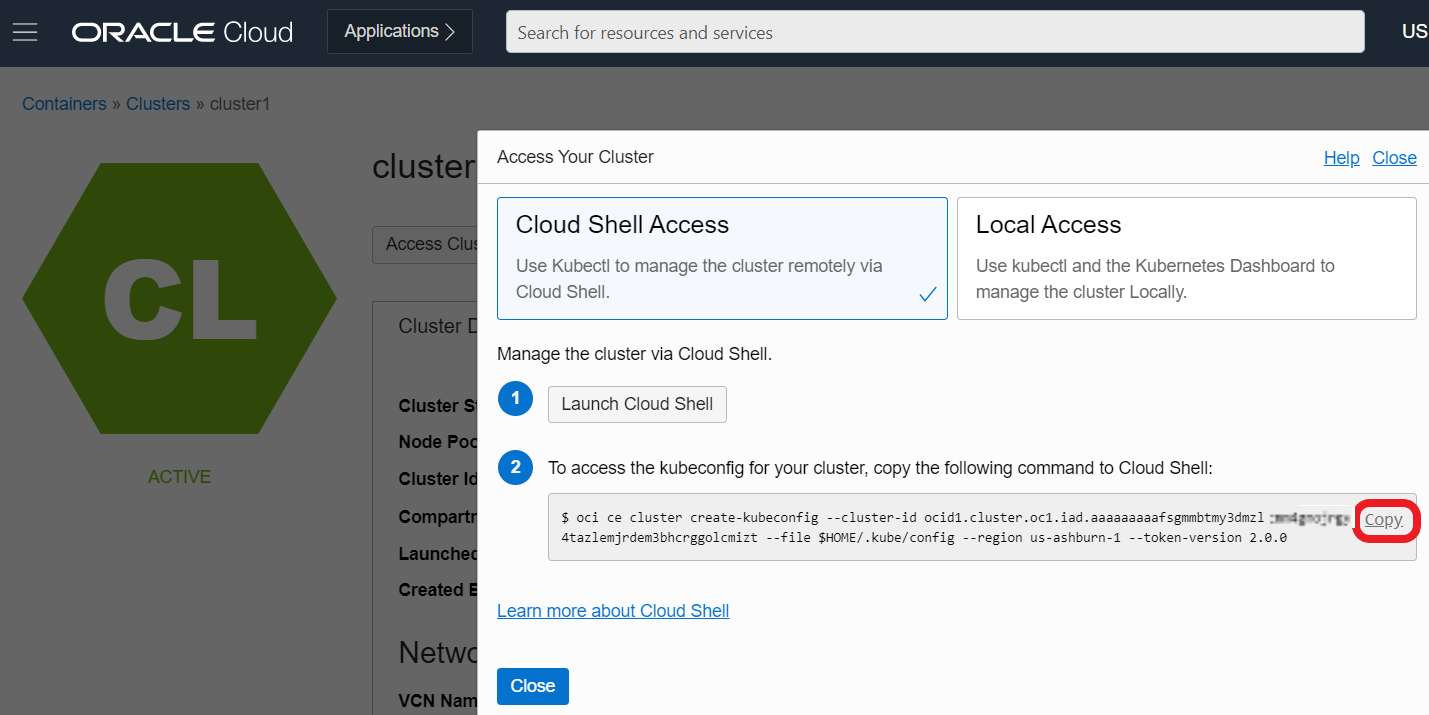 ORACLE Cloud
Applications
Search for resources and services
US
Containers » Clusters » cluster1
CL
ACTIVE
cluster
Access Clus
Cluster D
Cluster St
Node Poo
Cluster Id
Compartm
Launched
Created B
Netwo
VCN Nam
Access Your Cluster
Help
Close
Cloud Shell Access
Use Kubectl to manage the cluster remotely via
Cloud Shell.
Local Access
Use kubectl and the Kubernetes Dashboard to
manage the cluster Locally.
Manage the cluster via Cloud Shell.
1
Launch Cloud Shell
2
To access the kubeconfig for your cluster, copy the following command to Cloud Shell:
$ oci ce cluster create-kubeconfig --cluster-id ocid1.cluster.oc1.iad.aaaaaaaaafsgmmbtmy3dmzl
Copy
4tazlemjrdem3bhcrggolcmizt --file $HOME/.kube/config --region us-ashburn-1 --token-version 2.0.0
Learn more about Cloud Shell
Close